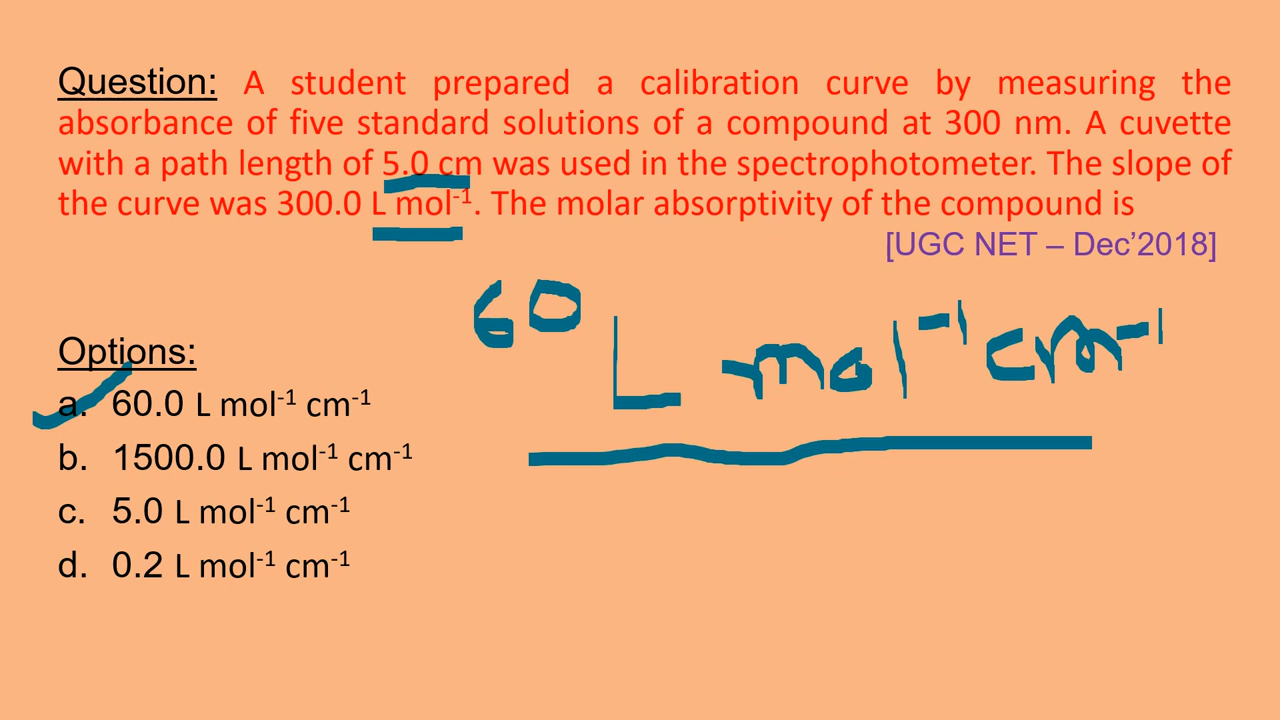 Question: A student prepared a calibration curve by measuring the
absorbance of five standard solutions of a compound at 300 nm. A cuvette
with a path length of 5.0 cm was used in the spectrophotometer. The slope of
the curve was 300.0 L mol⁻¹. The molar absorptivity of the compound is
[UGC NET – Dec’2018]
60 L mol⁻¹ cm⁻¹
Options:
a. 60.0 L mol⁻¹ cm⁻¹
b. 1500.0 L mol⁻¹ cm⁻¹
c. 5.0 L mol⁻¹ cm⁻¹
d. 0.2 L mol⁻¹ cm⁻¹